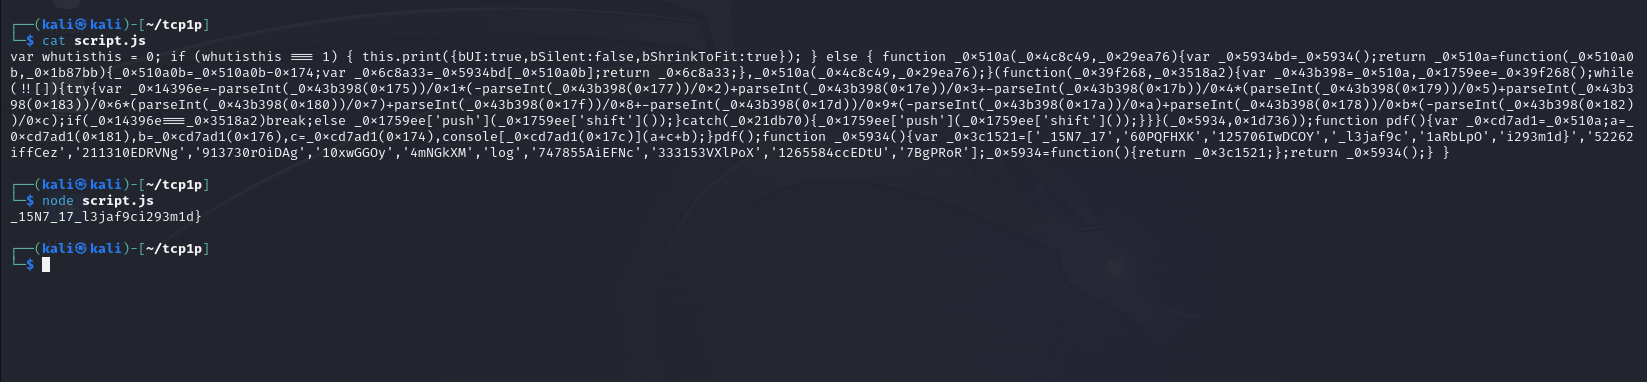 ┌──(kali㉿kali)-[~/tcp1p]
└─$ cat script.js
var whutisthis = 0; if (whutisthis === 1) { this.print({bUI:true,bSilent:false,bShrinkToFit:true}); } else { function _0×510a(_0×4c8c49,_0×29ea76){var _0×5934bd=_0×5934();return _0×510a=function(_0×510a0
b,_0×1b87bb){_0×510a0b=_0×510a0b-0×174;var _0×6c8a33=_0×5934bd[_0×510a0b];return _0×6c8a33;},_0×510a(_0×4c8c49,_0×29ea76);}(function(_0×39f268,_0×3518a2){var _0×43b398=_0×510a,_0×1759ee=_0×39f268();while
(!![]){try{var _0×14396e=-parseInt(_0×43b398(0×175))/0×1*(-parseInt(_0×43b398(0×177))/0×2)+parseInt(_0×43b398(0×17e))/0×3+-parseInt(_0×43b398(0×17b))/0×4*(parseInt(_0×43b398(0×179))/0×5)+parseInt(_0×43b3
98(0×183))/0×6*(parseInt(_0×43b398(0×180))/0×7)+parseInt(_0×43b398(0×17f))/0×8+-parseInt(_0×43b398(0×17d))/0×9*(-parseInt(_0×43b398(0×17a))/0×a)+parseInt(_0×43b398(0×178))/0×b*(-parseInt(_0×43b398(0×182)
)/0×c);if(_0×14396e===_0×3518a2)break;else _0×1759ee['push'](_0×1759ee['shift']());}catch(_0×21db70){_0×1759ee['push'](_0×1759ee['shift']());}}}(_0×5934,0×1d736));function pdf(){var _0×cd7ad1=_0×510a;a=_
0×cd7ad1(0×181),b=_0×cd7ad1(0×176),c=_0×cd7ad1(0×174),console[_0×cd7ad1(0×17c)](a+c+b);}pdf();function _0×5934(){var _0×3c1521=['_15N7_17','60PQFHXK','125706IwDCOY','_l3jaf9c','1aRbLpO','i293m1d}','52262
iffCez','211310EDRVNg','913730rOiDAg','10xwGGOy','4mNGkXM','log','747855AiEFNc','333153VXlPoX','1265584ccEDtU','7BgPRoR'];_0×5934=function(){return _0×3c1521;};return _0×5934();} }
┌──(kali㉿kali)-[~/tcp1p]
└─$ node script.js
_15N7_17_l3jaf9ci293m1d}
┌──(kali㉿kali)-[~/tcp1p]
└─$